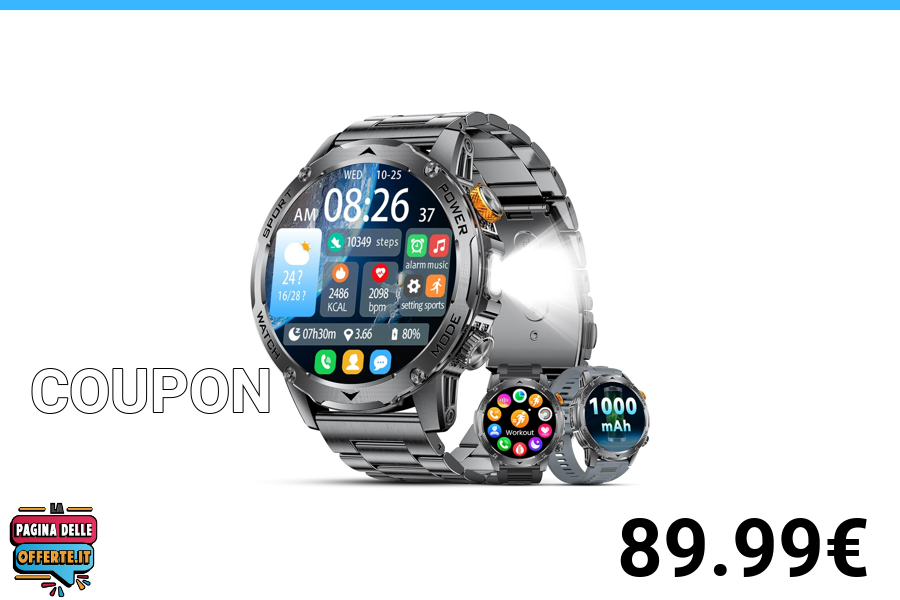 WED 10-25
AM 08:26 37
10349 steps
24?
16/28?
2486
KCAL
2098
bpm
alarm music
setting sports
07h30m 3.66 80%
SPORT
POWER
WATCH
MODE
COUPON
Workout
1000
mAh
LA
PAGINA DELLE
OFFERTE.IT
89.99€